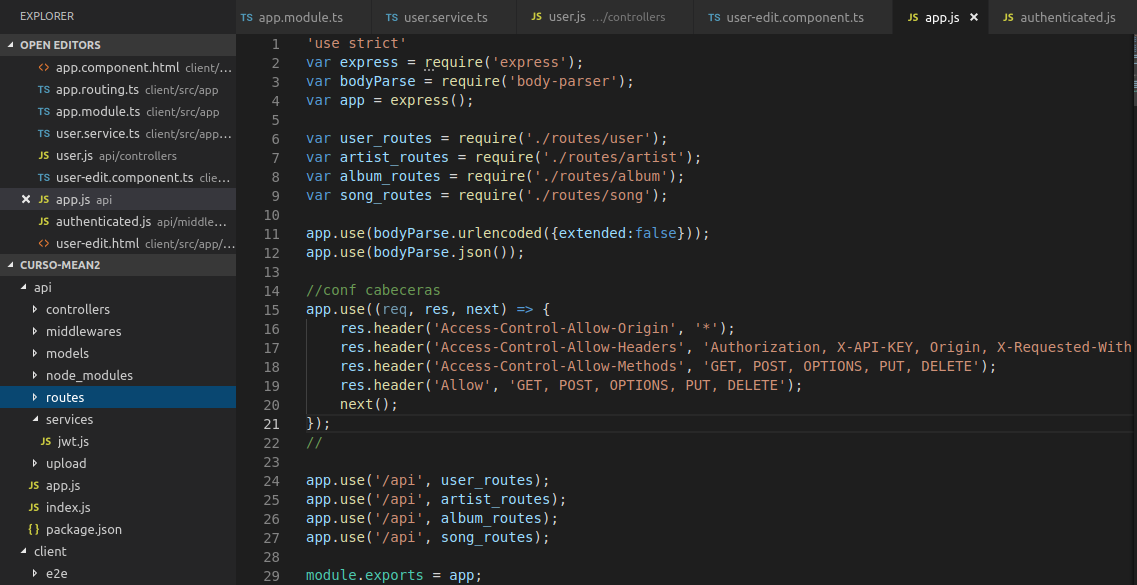 EXPLORER
OPEN EDITORS
<> app.component.html client/...
TS app.routing.ts client/src/app
TS app.module.ts client/src/app
TS user.service.ts client/src/app...
JS user.js api/controllers
TS user-edit.component.ts clie...
JS app.js api
JS authenticated.js api/middle...
<> user-edit.html client/src/app/...
CURSO-MEAN2
api
controllers
middlewares
models
node_modules
routes
services
JS jwt.js
upload
JS app.js
JS index.js
{ } package.json
client
e2e
TS app.module.ts
TS user.service.ts
JS user.js .../controllers
TS user-edit.component.ts
JS app.js
JS authenticated.js
1 'use strict'
2 var express = require('express');
3 var bodyParse = require('body-parser');
4 var app = express();
5
6 var user_routes = require('./routes/user');
7 var artist_routes = require('./routes/artist');
8 var album_routes = require('./routes/album');
9 var song_routes = require('./routes/song');
10
11 app.use(bodyParse.urlencoded({extended:false}));
12 app.use(bodyParse.json());
13
14 //conf cabeceras
15 app.use((req, res, next) => {
16     res.header('Access-Control-Allow-Origin', '*');
17     res.header('Access-Control-Allow-Headers', 'Authorization, X-API-KEY, Origin, X-Requested-With
18     res.header('Access-Control-Allow-Methods', 'GET, POST, OPTIONS, PUT, DELETE');
19     res.header('Allow', 'GET, POST, OPTIONS, PUT, DELETE');
20     next();
21 });
22 //
23
24 app.use('/api', user_routes);
25 app.use('/api', artist_routes);
26 app.use('/api', album_routes);
27 app.use('/api', song_routes);
28
29 module.exports = app;